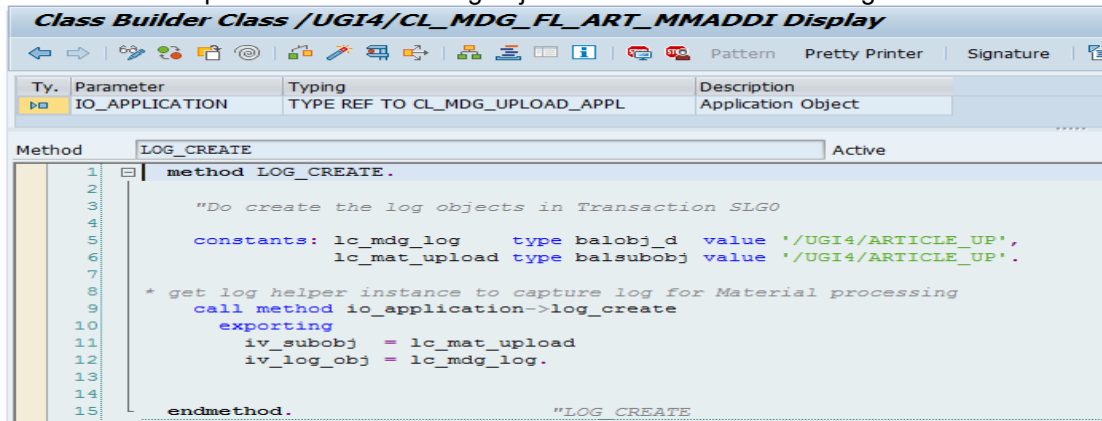 Class Builder Class /UGI4/CL_MDG_FL_ART_MMADDI Display
Pattern Pretty Printer Signature
Ty. Parameter Typing Description
IO_APPLICATION TYPE REF TO CL_MDG_UPLOAD_APPL Application Object
Method LOG_CREATE Active
1 method LOG_CREATE.
2
3 "Do create the log objects in Transaction SLG0
4
5 constants: lc_mdg_log type balobj_d value '/UGI4/ARTICLE_UP',
6 lc_mat_upload type balsubobj value '/UGI4/ARTICLE_UP'.
7
8 * get log helper instance to capture log for Material processing
9 call method io_application->log_create
10 exporting
11 iv_subobj = lc_mat_upload
12 iv_log_obj = lc_mdg_log.
13
14
15 endmethod. "LOG_CREATE